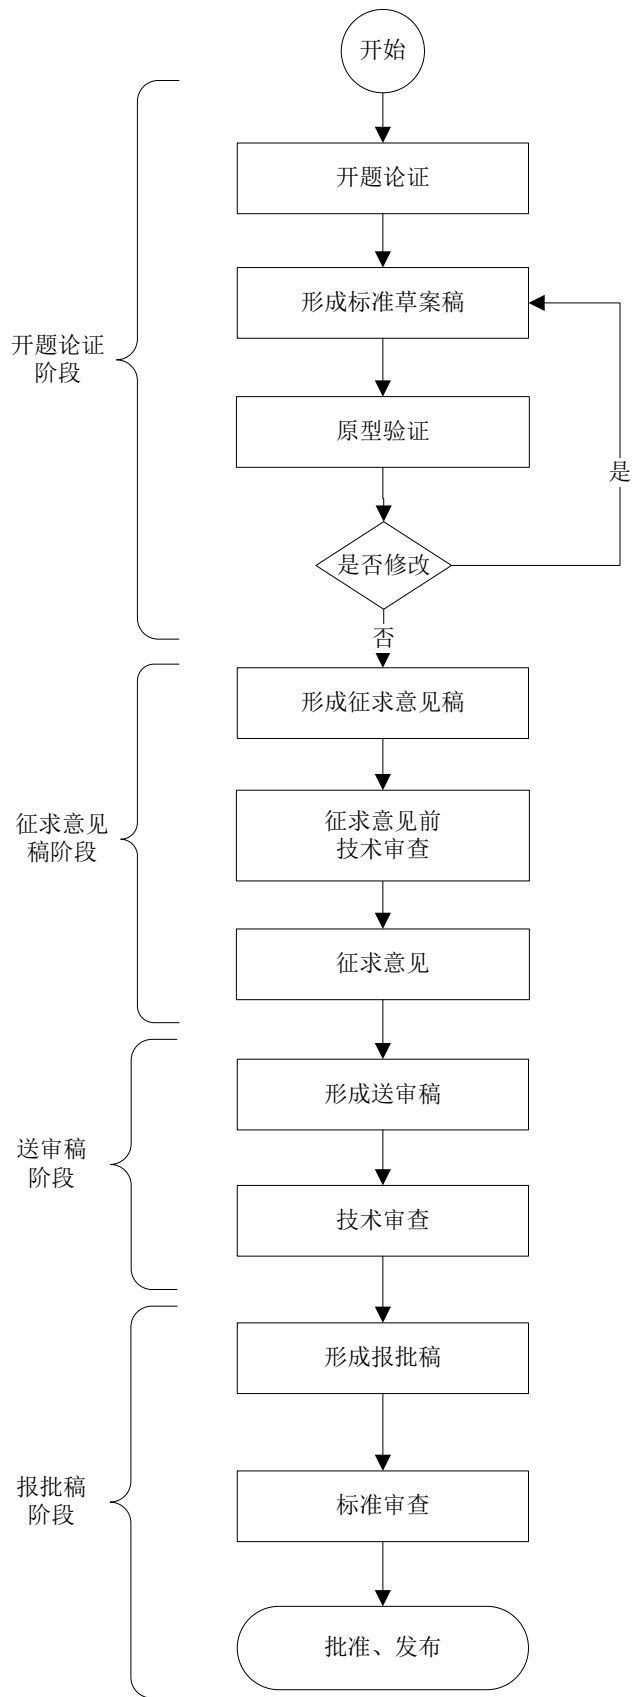 开始
开题论证
形成标准草案稿
开题论证
阶段
原型验证
是
是否修改
否
形成征求意见稿
征求意见前
技术审查
征求意见
稿阶段
征求意见
形成送审稿
送审稿
阶段
技术审查
形成报批稿
报批稿
阶段
标准审查
批准、发布